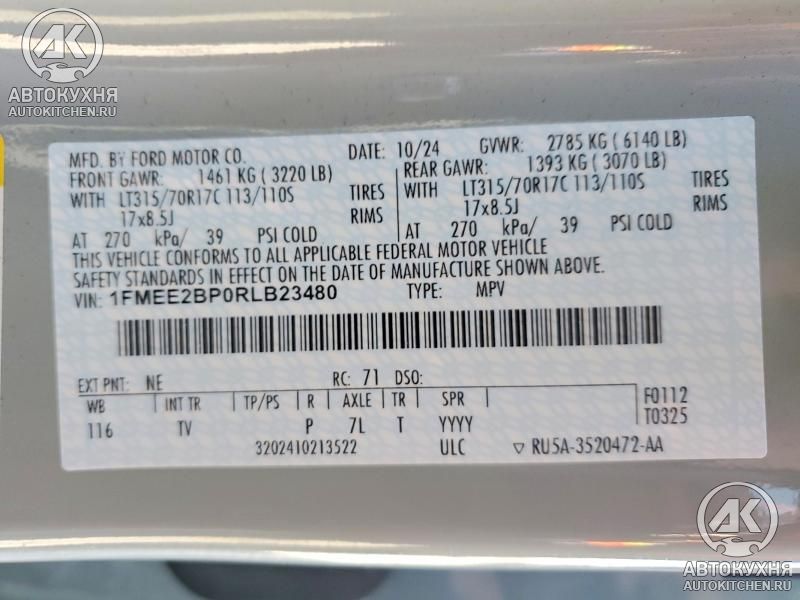 AK
АВТОКУХНЯ
AUTOKITCHEN.RU
MFD. BY FORD MOTOR CO. DATE: 10/24 GVWR: 2785 KG ( 6140 LB)
FRONT GAWR: 1461 KG ( 3220 LB) REAR GAWR: 1393 KG ( 3070 LB)
WITH LT315/70R17C 113/110S TIRES WITH LT315/70R17C 113/110S TIRES
17x8.5J RIMS 17x8.5J RIMS
AT 270 kPa/ 39 PSI COLD AT 270 kPa/ 39 PSI COLD
THIS VEHICLE CONFORMS TO ALL APPLICABLE FEDERAL MOTOR VEHICLE
SAFETY STANDARDS IN EFFECT ON THE DATE OF MANUFACTURE SHOWN ABOVE.
VIN: 1FMEE2BP0RLB23480 TYPE: MPV
EXT PNT: NE RC: 71 DSO:
WB INT TR TP/PS R AXLE TR SPR F0112
116 TV P 7L T YYYY T0325
3202410213522 ULC ▽ RU5A-3520472-AA
AK
АВТОКУХНЯ
AUTOKITCHEN.RU